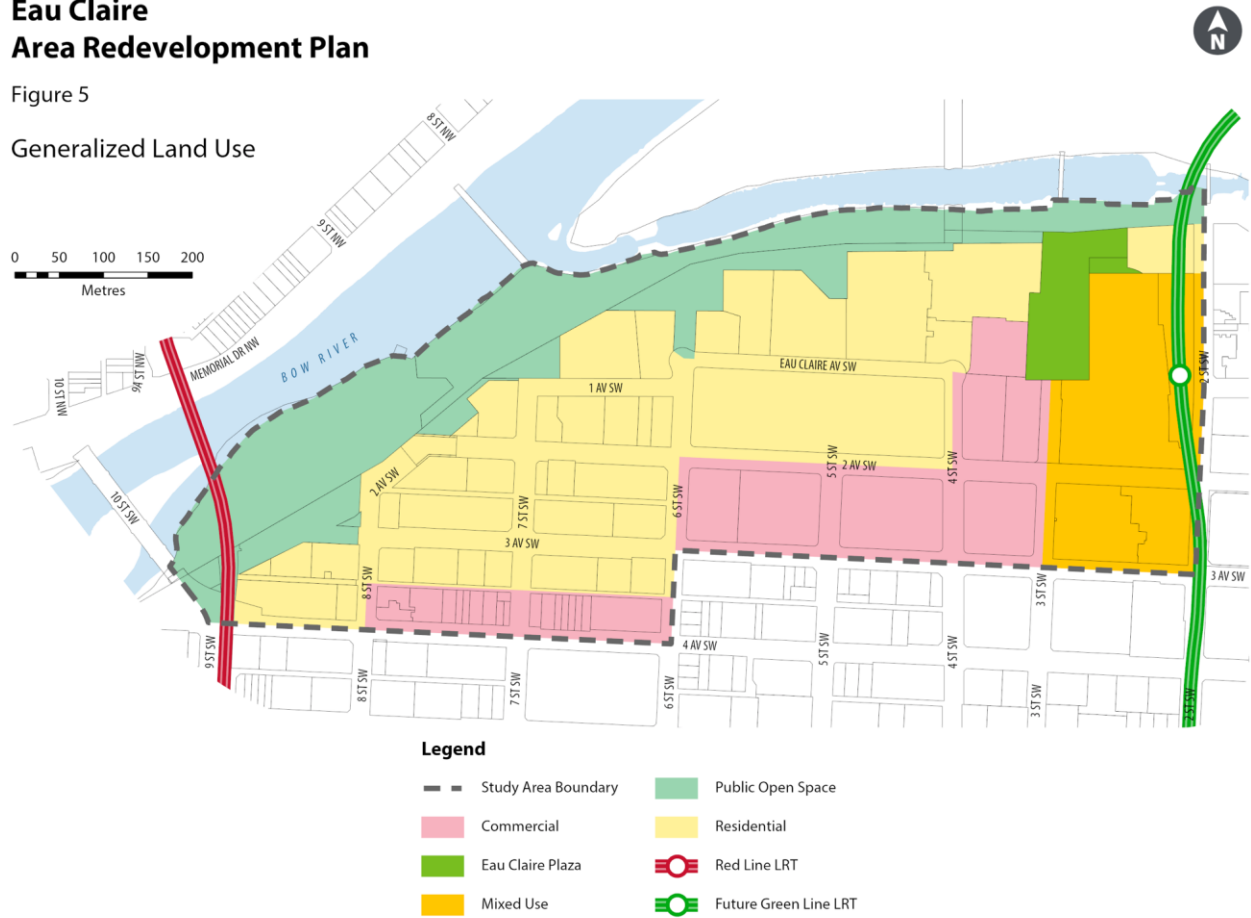 Eau Claire
Area Redevelopment Plan
N
Figure 5
Generalized Land Use
8 ST NW
9 ST NW
0 50 100 150 200
Metres
MEMORIAL DR NW
9A ST NW
10 ST NW
BOW RIVER
EAU CLAIRE AV SW
1 AV SW
2 ST SW
2 AV SW
5 ST SW
2 AV SW
4 ST SW
10 ST SW
7 ST SW
6 ST SW
3 AV SW
8 ST SW
3 ST SW
3 AV SW
9 ST SW
4 AV SW
5 ST SW
4 ST SW
8 ST SW
7 ST SW
6 ST SW
3 ST SW
2 ST SW
Legend
Study Area Boundary
Public Open Space
Commercial
Residential
Eau Claire Plaza
Red Line LRT
Mixed Use
Future Green Line LRT